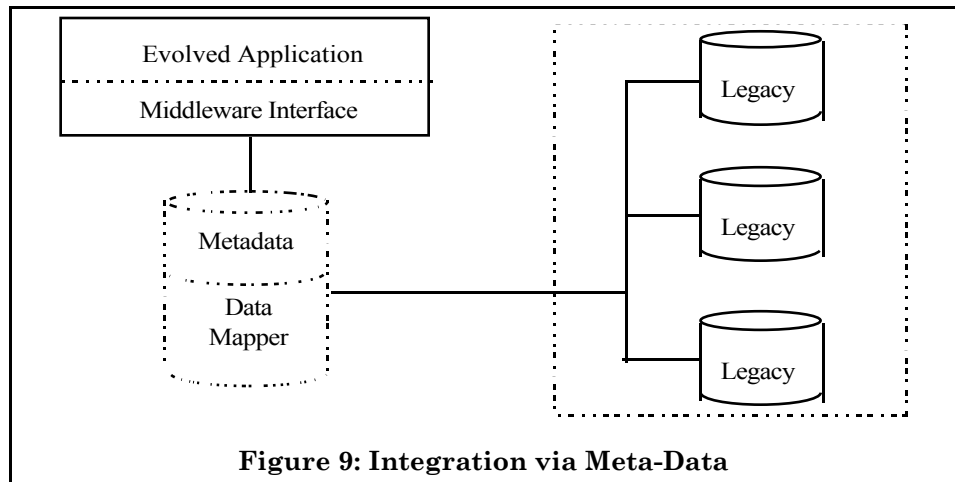 Evolved Application
Middleware Interface
Metadata
Data
Mapper
Legacy
Legacy
Legacy
Figure 9: Integration via Meta-Data